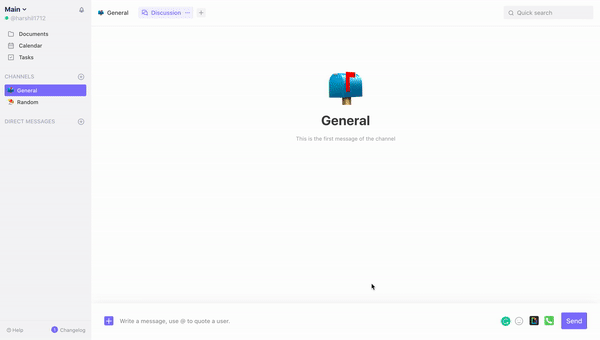 Main
@harshil1712
Documents
Calendar
Tasks
CHANNELS
General
Random
DIRECT MESSAGES
Help
Changelog
General
Discussion
Quick search
General
This is the first message of the channel
Write a message, use @ to quote a user.
Send